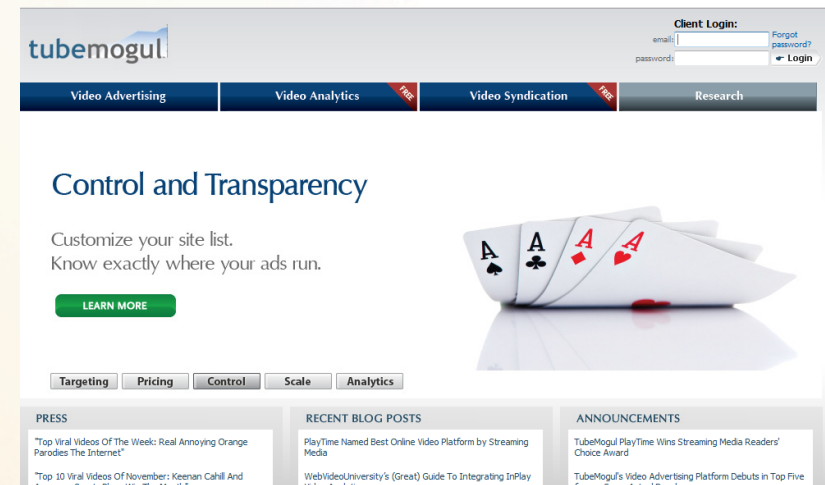 tubemogul
Client Login:
email:
Forgot
password?
password:
Login
Video Advertising
Video Analytics
FREE
Video Syndication
FREE
Research
Control and Transparency
Customize your site list.
Know exactly where your ads run.
LEARN MORE
A
A
A
A
Targeting
Pricing
Control
Scale
Analytics
PRESS
"Top Viral Videos Of The Week: Real Annoying Orange
Parodies The Internet"
"Top 10 Viral Videos Of November: Keenan Cahill And
RECENT BLOG POSTS
PlayTime Named Best Online Video Platform by Streaming
Media
WebVideoUniversity's (Great) Guide To Integrating InPlay
ANNOUNCEMENTS
TubeMogul PlayTime Wins Streaming Media Readers'
Choice Award
TubeMogul's Video Advertising Platform Debuts in Top Five